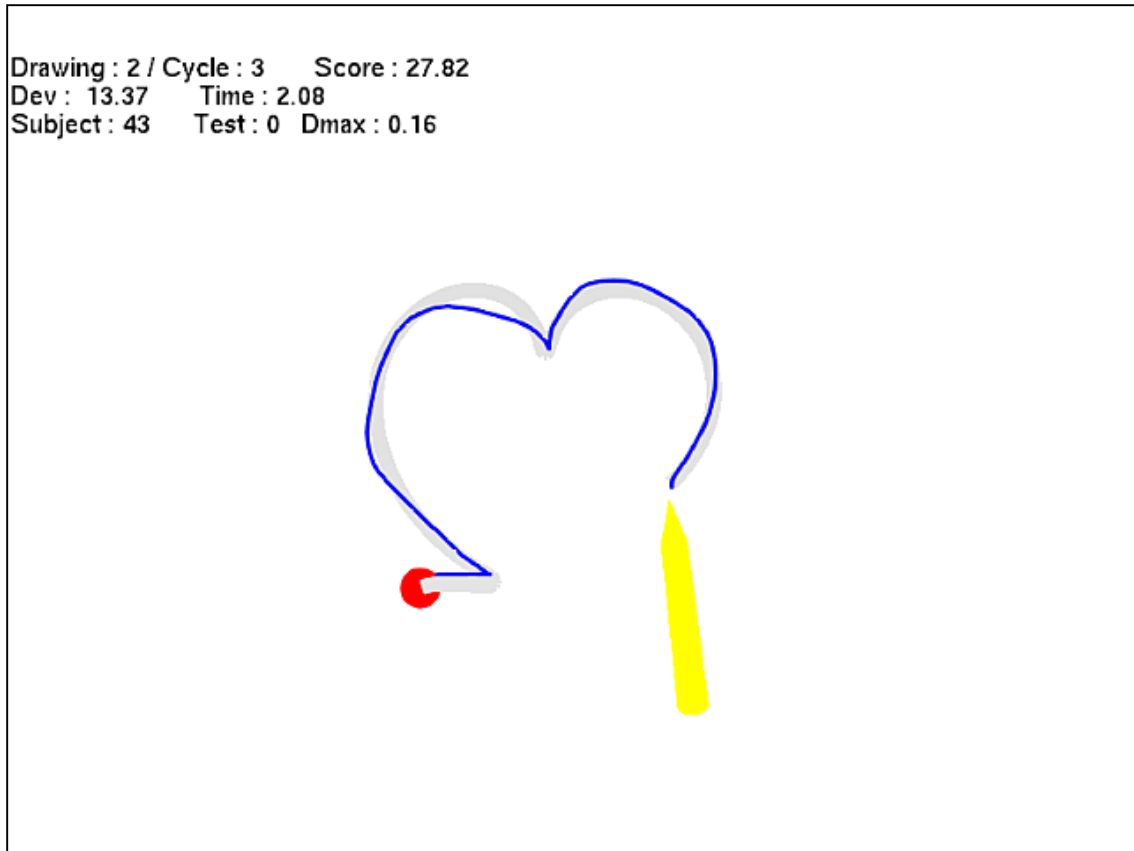 Drawing : 2 / Cycle : 3 Score : 27.82
Dev : 13.37 Time : 2.08
Subject : 43 Test : 0 Dmax : 0.16